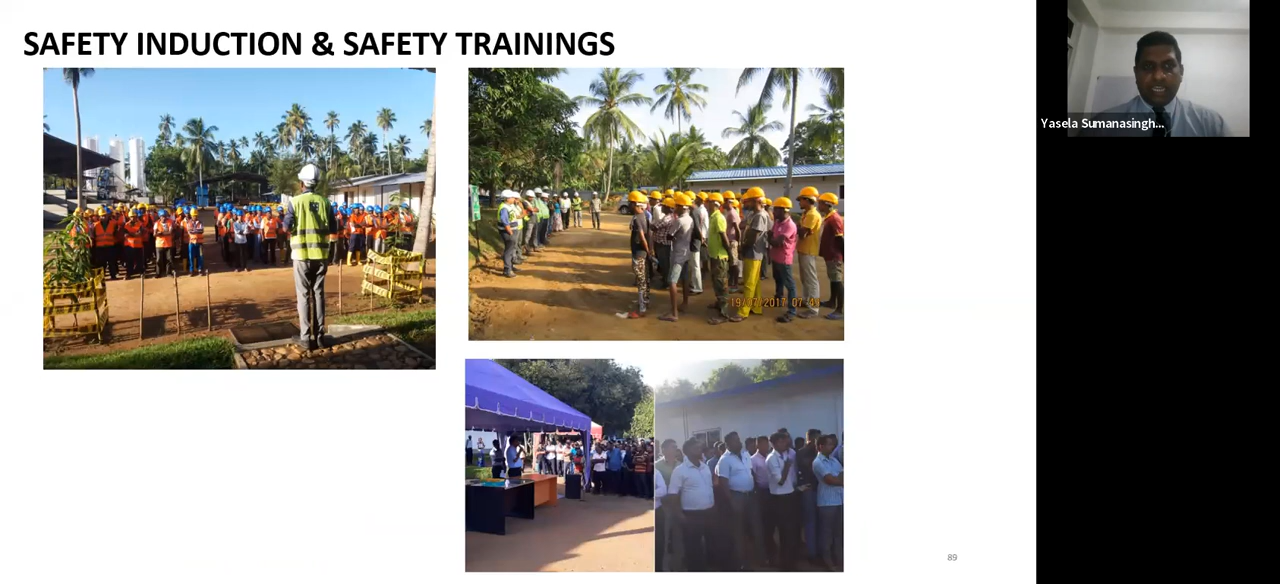 SAFETY INDUCTION & SAFETY TRAININGS
Yasela Sumanasingh...
89